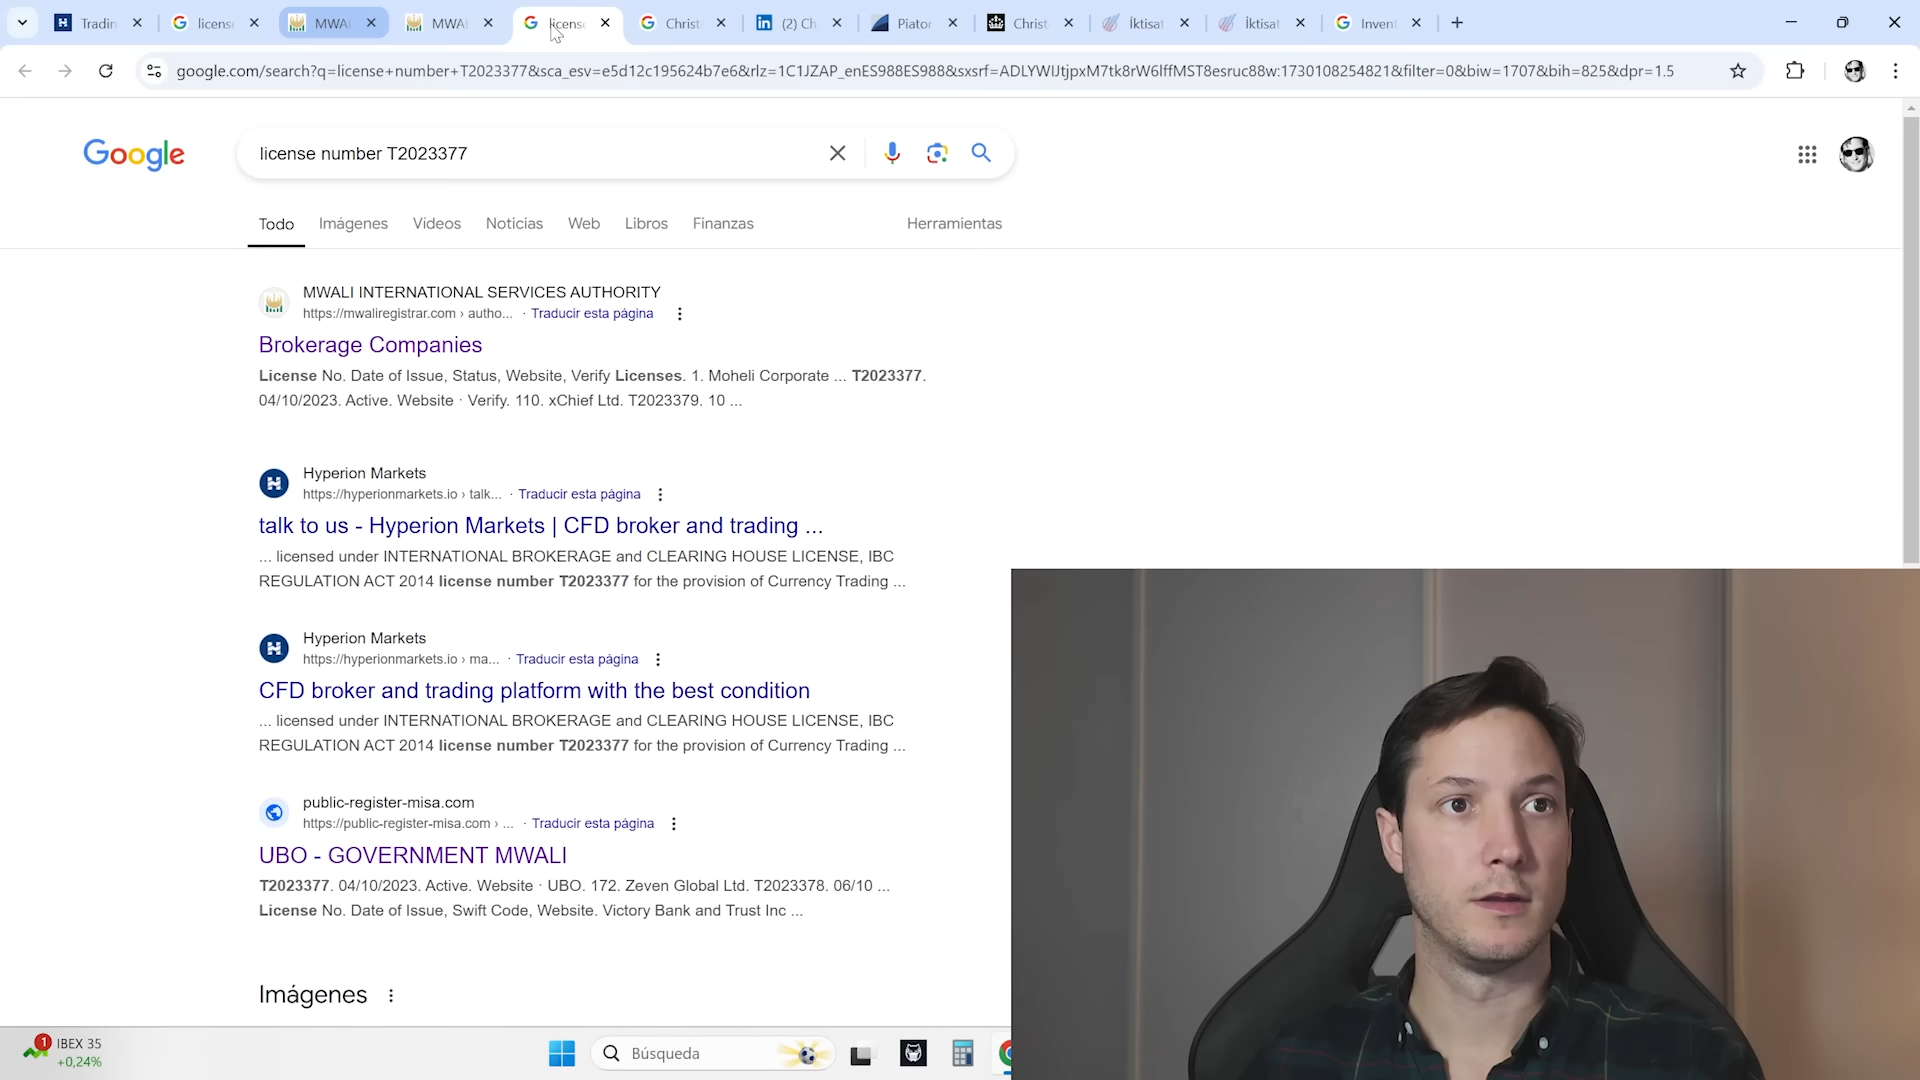 Tradin
licens
MWAI
MWAI
license
Christ
(2) Ch
Piator
Christ
İktisat
İktisat
Inven
google.com/search?q=license+number+T2023377&sca_esv=e5d12c195624b7e6&rlz=1C1JZAP_enES988ES988&sxsrf=ADLYWIJtjpxM7tk8rW6lffMST8esruc88w:1730108254821&filter=0&biw=1707&bih=825&dpr=1.5
Google
license number T2023377
Todo Imágenes Vídeos Noticias Web Libros Finanzas Herramientas
MWALI INTERNATIONAL SERVICES AUTHORITY
https://mwaliregistrar.com › autho... · Traducir esta página
Brokerage Companies
License No. Date of Issue, Status, Website, Verify Licenses. 1. Moheli Corporate ... T2023377.
04/10/2023. Active. Website · Verify. 110. xChief Ltd. T2023379. 10 ...
Hyperion Markets
https://hyperionmarkets.io › talk... · Traducir esta página
talk to us - Hyperion Markets | CFD broker and trading ...
... licensed under INTERNATIONAL BROKERAGE and CLEARING HOUSE LICENSE, IBC
REGULATION ACT 2014 license number T2023377 for the provision of Currency Trading ...
Hyperion Markets
https://hyperionmarkets.io › ma... · Traducir esta página
CFD broker and trading platform with the best condition
... licensed under INTERNATIONAL BROKERAGE and CLEARING HOUSE LICENSE, IBC
REGULATION ACT 2014 license number T2023377 for the provision of Currency Trading ...
public-register-misa.com
https://public-register-misa.com › ... · Traducir esta página
UBO - GOVERNMENT MWALI
T2023377. 04/10/2023. Active. Website · UBO. 172. Zeven Global Ltd. T2023378. 06/10 ...
License No. Date of Issue, Swift Code, Website. Victory Bank and Trust Inc ...
Imágenes
1
IBEX 35
+0,24%
Búsqueda